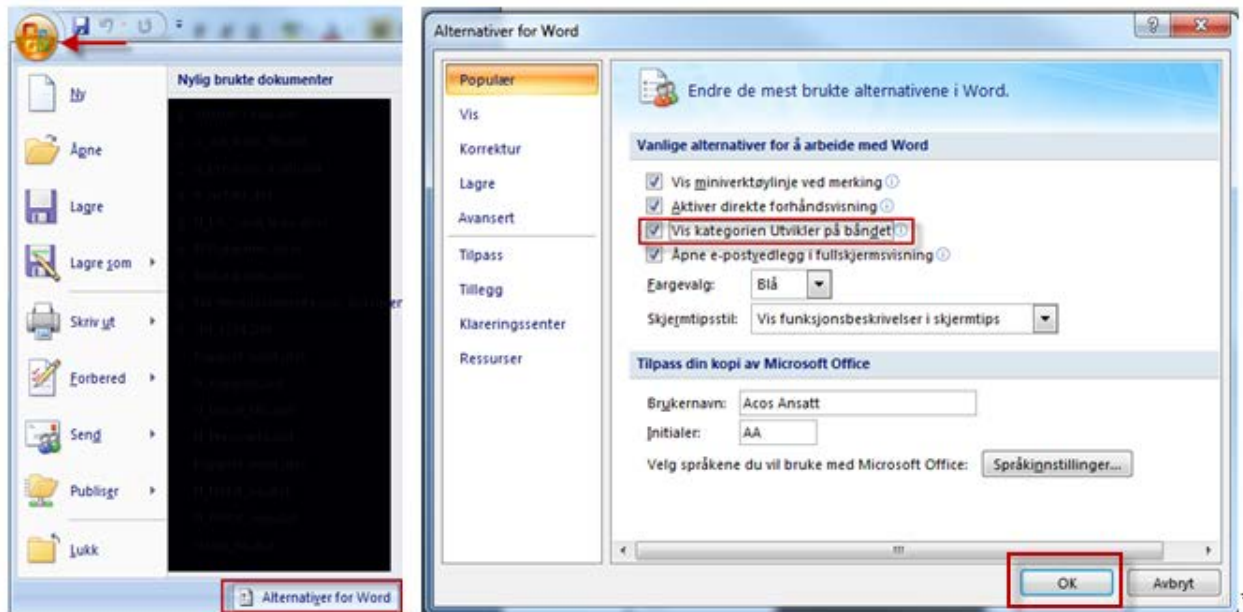 Nylig brukte dokumenter
Ny
Åpne
Lagre
Lagre som
Skriv ut
Forbered
Send
Publiser
Lukk
Alternativer for Word
Alternativer for Word
Populær
Vis
Korrektur
Lagre
Avansert
Tilpass
Tillegg
Klareringssenter
Ressurser
Endre de mest brukte alternativene i Word.
Vanlige alternativer for å arbeide med Word
Vis miniverktøylinje ved merking
Aktiver direkte forhåndsvisning
Vis kategorien Utvikler på båndet
Åpne e-postvedlegg i fullskjermsvisning
Fargevalg: Blå
Skjermtipsstil: Vis funksjonsbeskrivelser i skjermtips
Tilpass din kopi av Microsoft Office
Brukernavn: Acos Ansatt
Initialer: AA
Velg språkene du vil bruke med Microsoft Office: Språkinnstillinger...
OK Avbryt